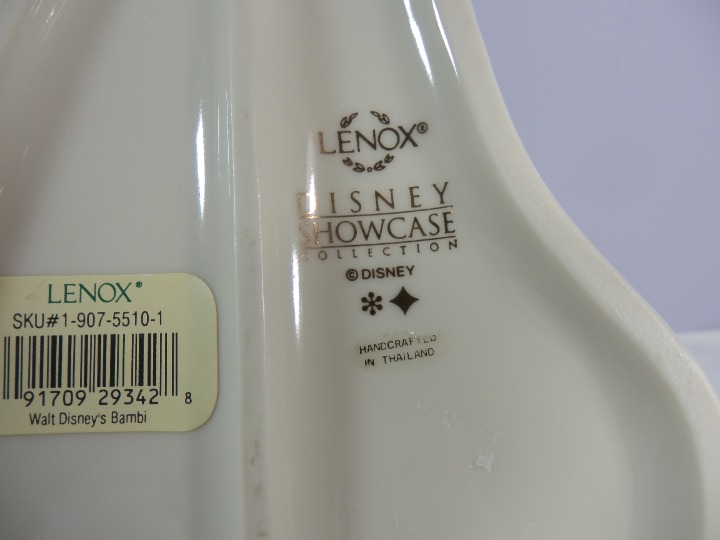 LENOX®
DISNEY
SHOWCASE
COLLECTION
© DISNEY
HANDCRAFTED
IN THAILAND
LENOX®
SKU#1-907-5510-1
91709 29342 8
Walt Disney's Bambi